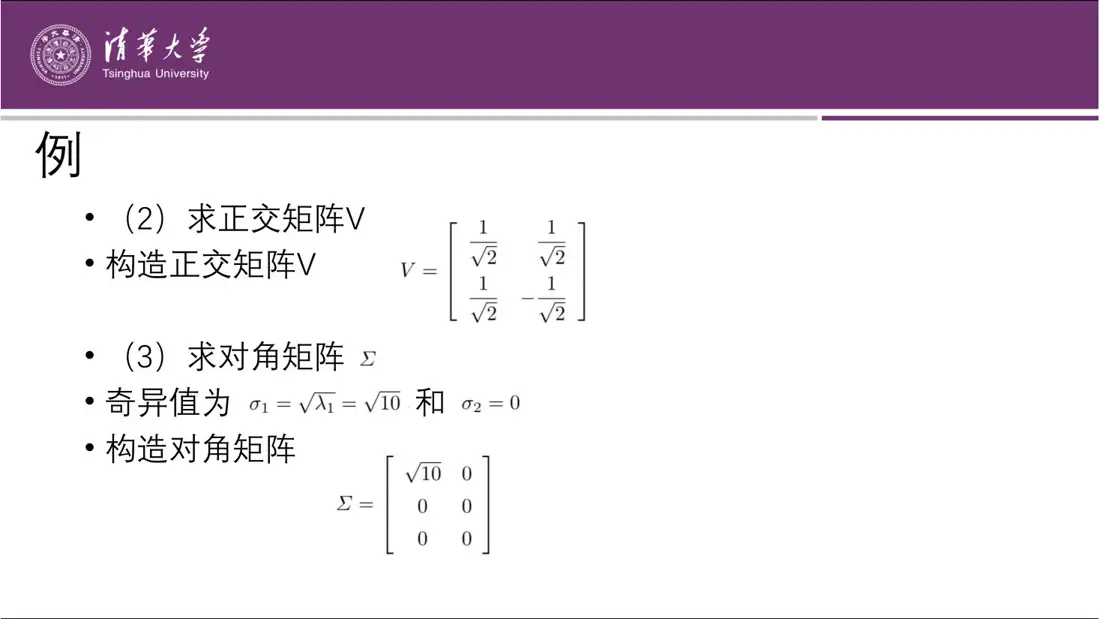 清华大学
Tsinghua University
例
• （2）求正交矩阵V
• 构造正交矩阵V
V = [ 1/√2 1/√2
1/√2 −1/√2 ]
• （3）求对角矩阵 Σ
• 奇异值为 σ₁ = √λ₁ = √10 和 σ₂ = 0
• 构造对角矩阵
Σ = [ √10 0
0 0
0 0 ]